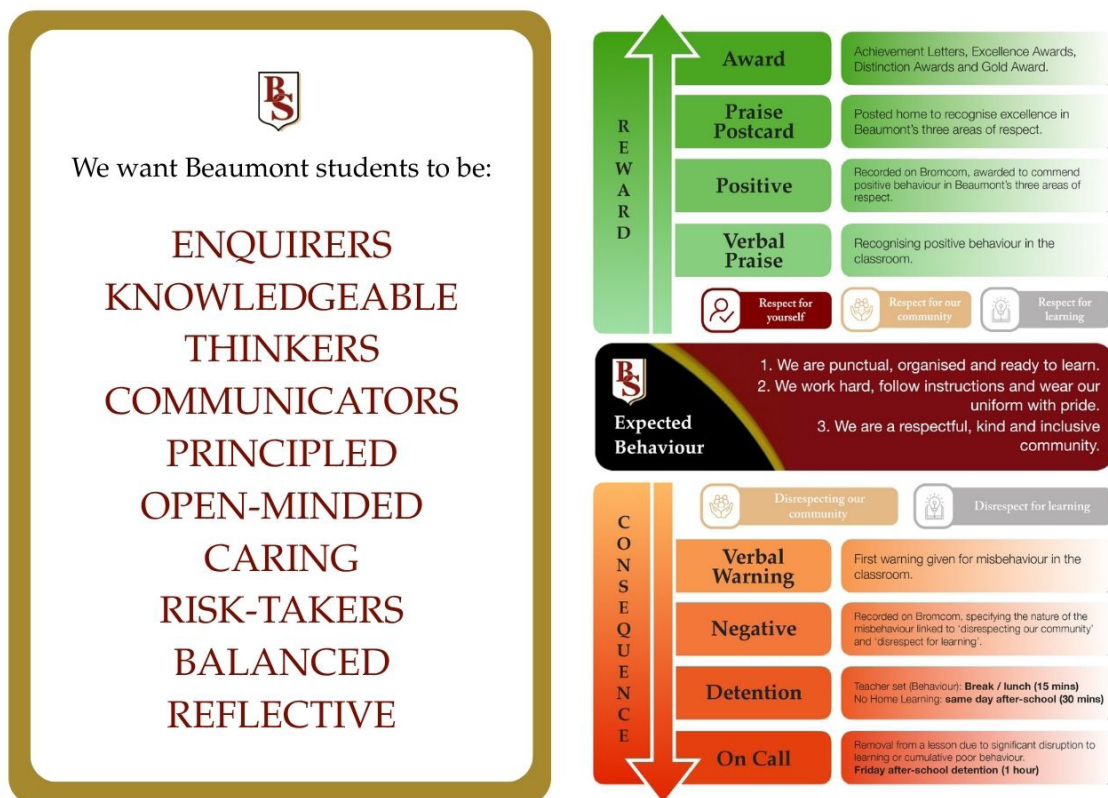 BS
We want Beaumont students to be:
ENQUIRERS
KNOWLEDGEABLE
THINKERS
COMMUNICATORS
PRINCIPLED
OPEN-MINDED
CARING
RISK-TAKERS
BALANCED
REFLECTIVE
REWARD
Award
Achievement Letters, Excellence Awards,
Distinction Awards and Gold Award.
Praise
Postcard
Posted home to recognise excellence in
Beaumont's three areas of respect.
Positive
Recorded on Bromcom, awarded to commend
positive behaviour in Beaumont's three areas of
respect.
Verbal
Praise
Recognising positive behaviour in the
classroom.
Respect for
yourself
Respect for our
community
Respect for
learning
BS
Expected
Behaviour
1. We are punctual, organised and ready to learn.
2. We work hard, follow instructions and wear our
uniform with pride.
3. We are a respectful, kind and inclusive
community.
CONSEQUENCE
Disrespecting our
community
Disrespect for learning
Verbal
Warning
First warning given for misbehaviour in the
classroom.
Negative
Recorded on Bromcom, specifying the nature of the
misbehaviour linked to 'disrespecting our community'
and 'disrespect for learning'.
Detention
Teacher set (Behaviour): Break / lunch (15 mins)
No Home Learning: same day after-school (30 mins)
On Call
Removal from a lesson due to significant disruption to
learning or cumulative poor behaviour.
Friday after-school detention (1 hour)